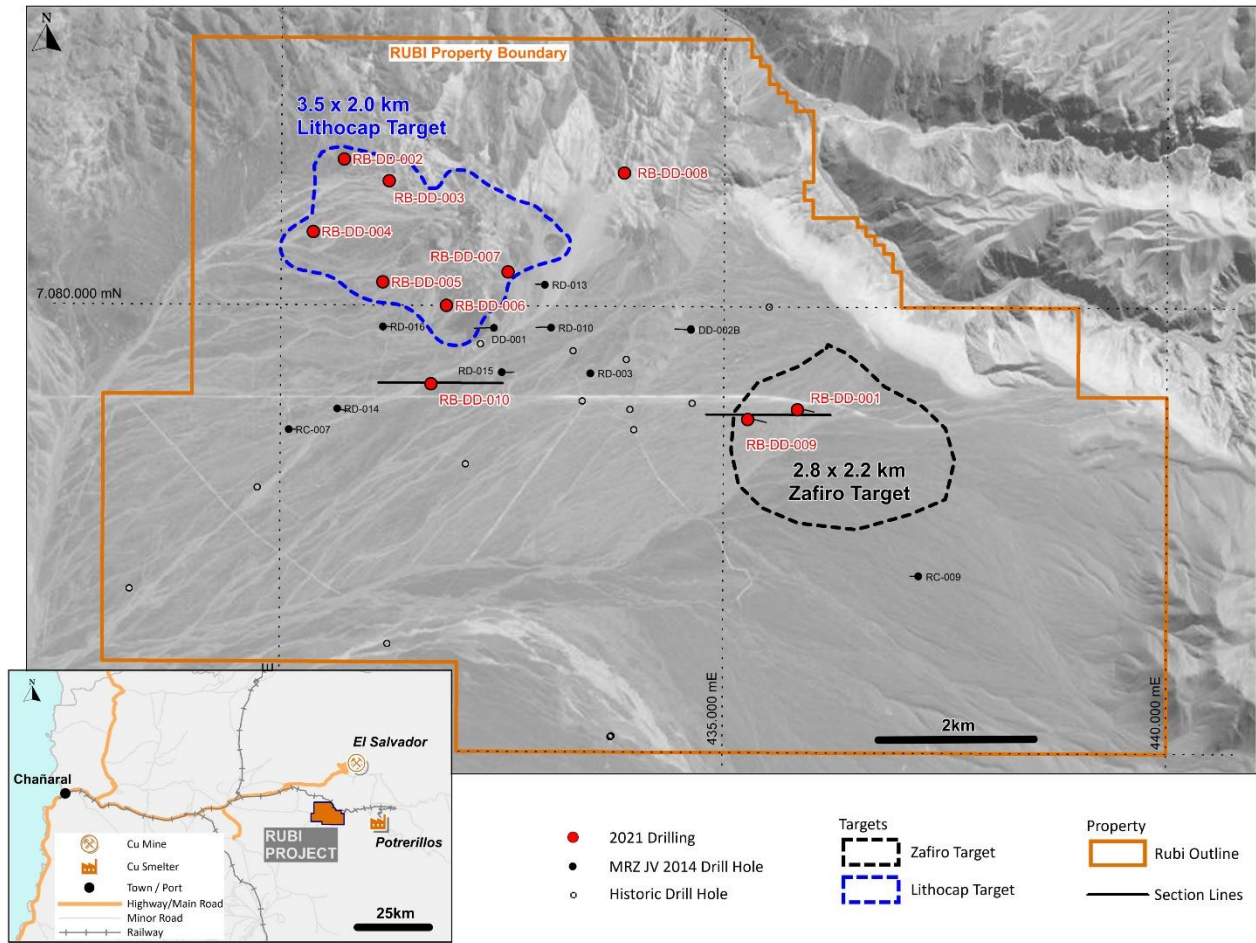 N
RUBI Property Boundary
3.5 x 2.0 km
Lithocap Target
RB-DD-002
RB-DD-008
RB-DD-003
RB-DD-004
RB-DD-007
RB-DD-005
RD-013
7.080.000 mN
RB-DD-006
RD-016
DD-001
RD-010
DD-002B
RD-015
RD-003
RB-DD-010
RB-DD-001
RD-014
RC-007
RB-DD-009
2.8 x 2.2 km
Zafiro Target
RC-009
435.000 mE
440.000 mE
2km
N
El Salvador
Chañaral
RUBI
PROJECT
Potrerillos
Cu Mine
Cu Smelter
Town / Port
Highway/Main Road
Minor Road
Railway
25km
2021 Drilling
MRZ JV 2014 Drill Hole
Historic Drill Hole
Targets
Zafiro Target
Lithocap Target
Property
Rubi Outline
Section Lines